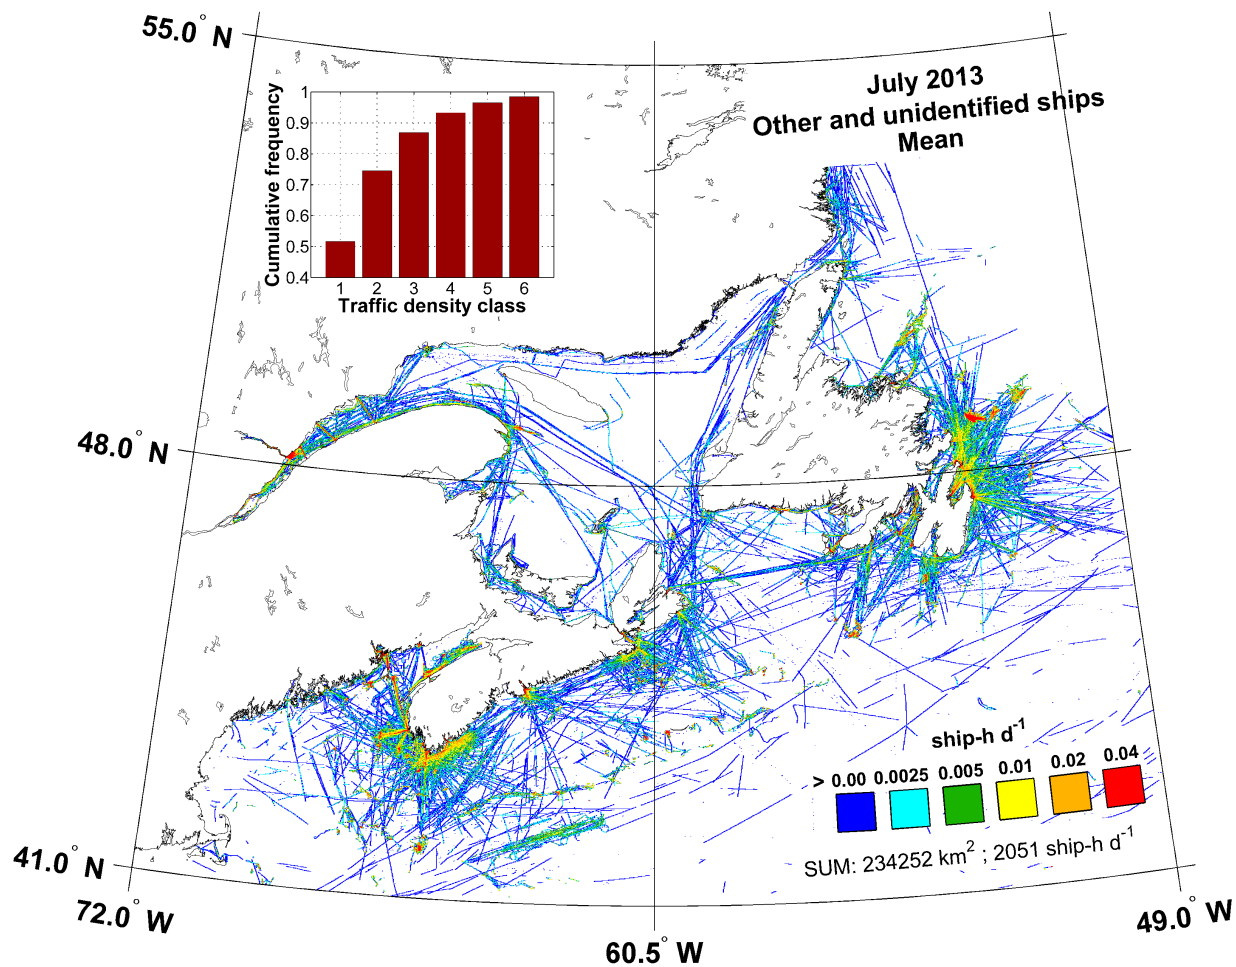 55.0° N
July 2013
Other and unidentified ships
Mean
Cumulative frequency
1
0.9
0.8
0.7
0.6
0.5
0.4
1 2 3 4 5 6
Traffic density class
48.0° N
ship-h d⁻¹
> 0.00 0.0025 0.005 0.01 0.02 0.04
SUM: 234252 km² ; 2051 ship-h d⁻¹
41.0° N
72.0° W
60.5° W
49.0° W